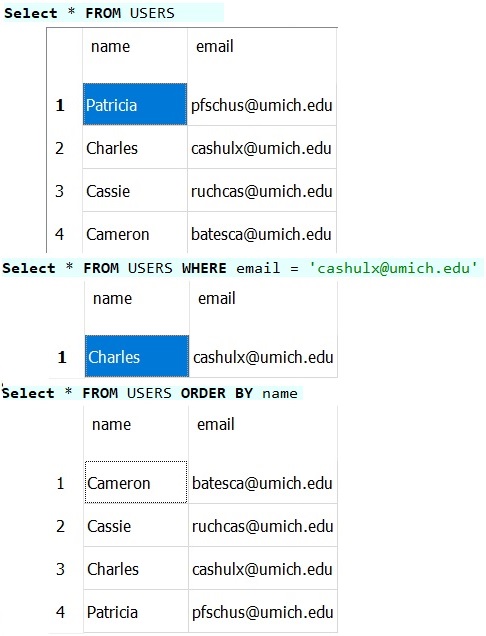 Select * FROM USERS
name email
1 Patricia pfschus@umich.edu
2 Charles cashulx@umich.edu
3 Cassie ruchcas@umich.edu
4 Cameron batesca@umich.edu
Select * FROM USERS WHERE email = 'cashulx@umich.edu'
name email
1 Charles cashulx@umich.edu
Select * FROM USERS ORDER BY name
name email
1 Cameron batesca@umich.edu
2 Cassie ruchcas@umich.edu
3 Charles cashulx@umich.edu
4 Patricia pfschus@umich.edu